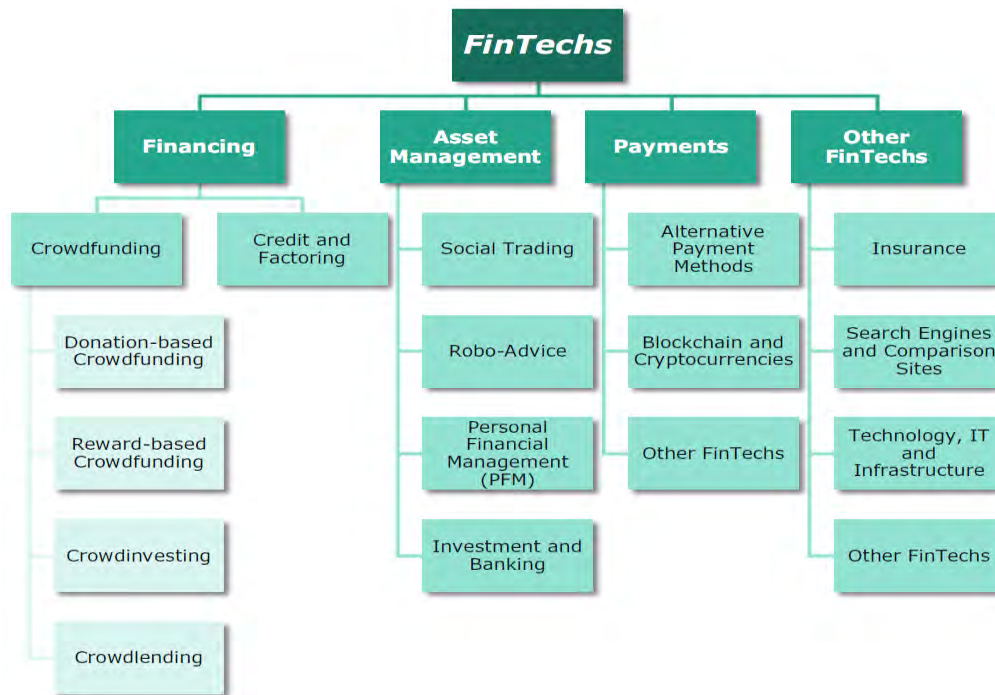 FinTechs
Financing
Asset
Management
Payments
Other
FinTechs
Crowdfunding
Credit and
Factoring
Social Trading
Alternative
Payment
Methods
Insurance
Donation-based
Crowdfunding
Robo-Advice
Blockchain and
Cryptocurrencies
Search Engines
and Comparison
Sites
Reward-based
Crowdfunding
Personal
Financial
Management
(PFM)
Other FinTechs
Technology, IT
and
Infrastructure
Crowdinvesting
Investment and
Banking
Other FinTechs
Crowdlending